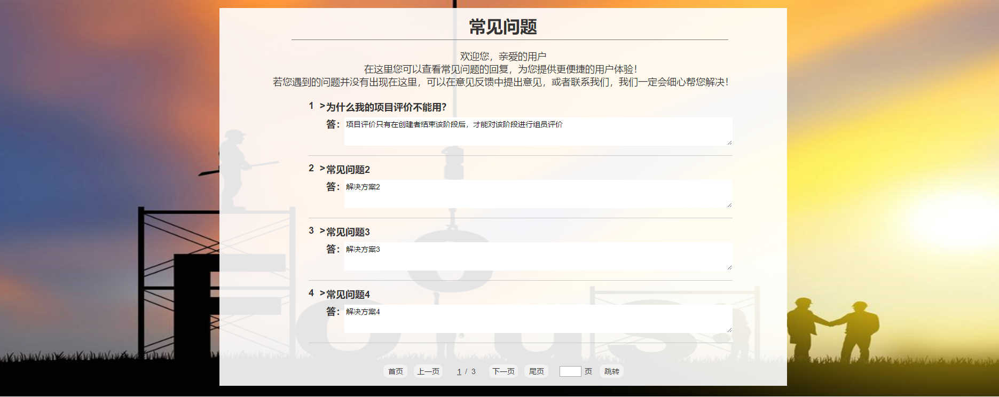 常见问题
欢迎您，亲爱的用户
在这里您可以查看常见问题的回复，为您提供更便捷的用户体验！
若您遇到的问题并没有出现在这里，可以在意见反馈中提出意见，或者联系我们，我们一定会细心帮您解决！
1 >为什么我的项目评价不能用？
答： 项目评价只有在创建者结束该阶段后，才能对该阶段进行组员评价
2 >常见问题2
答： 解决方案2
3 >常见问题3
答： 解决方案3
4 >常见问题4
答： 解决方案4
首页 上一页 1 / 3 下一页 尾页 页 跳转
Focus